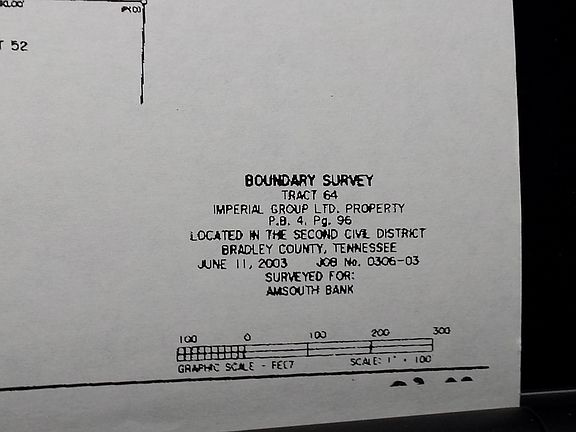 T 52
BOUNDARY SURVEY
TRACT 64
IMPERIAL GROUP LTD. PROPERTY
P.B. 4, Pg. 96
LOCATED IN THE SECOND CIVIL DISTRICT
BRADLEY COUNTY, TENNESSEE
JUNE 11, 2003 JOB No. 0306-03
SURVEYED FOR:
AMSOUTH BANK
100 0 100 200 300
GRAPHIC SCALE - FEET SCALE: 1" = 100